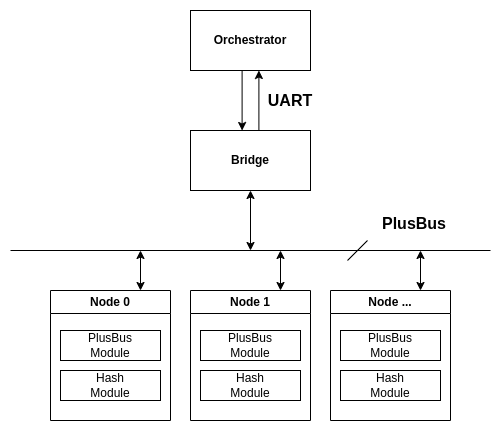 Orchestrator
UART
Bridge
PlusBus
Node 0
Node 1
Node ...
PlusBus
Module
PlusBus
Module
PlusBus
Module
Hash
Module
Hash
Module
Hash
Module